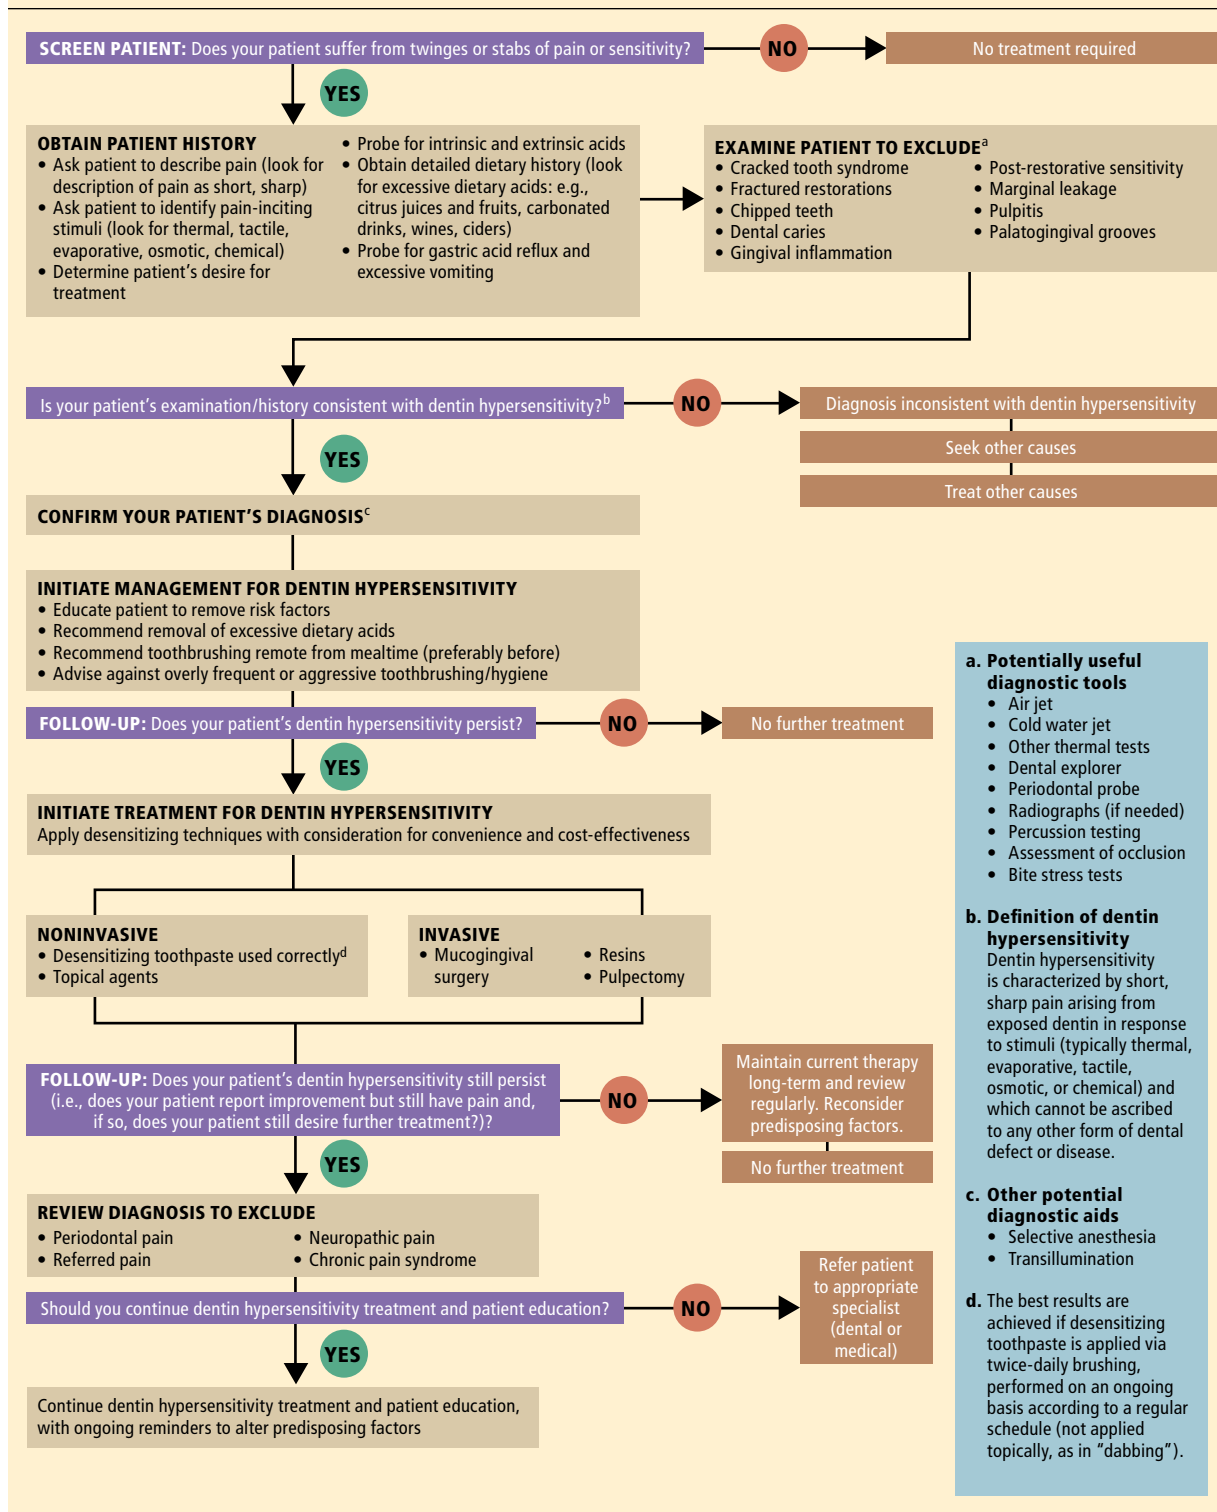 SCREEN PATIENT: Does your patient suffer from twinges or stabs of pain or sensitivity?
NO
No treatment required
YES
OBTAIN PATIENT HISTORY
• Ask patient to describe pain (look for
description of pain as short, sharp)
• Ask patient to identify pain-inciting
stimuli (look for thermal, tactile,
evaporative, osmotic, chemical)
• Determine patient's desire for
treatment
• Probe for intrinsic and extrinsic acids
• Obtain detailed dietary history (look
for excessive dietary acids: e.g.,
citrus juices and fruits, carbonated
drinks, wines, ciders)
• Probe for gastric acid reflux and
excessive vomiting
EXAMINE PATIENT TO EXCLUDEa
• Cracked tooth syndrome
• Fractured restorations
• Chipped teeth
• Dental caries
• Gingival inflammation
• Post-restorative sensitivity
• Marginal leakage
• Pulpitis
• Palatogingival grooves
Is your patient's examination/history consistent with dentin hypersensitivity?b
NO
Diagnosis inconsistent with dentin hypersensitivity
Seek other causes
Treat other causes
YES
CONFIRM YOUR PATIENT'S DIAGNOSISc
INITIATE MANAGEMENT FOR DENTIN HYPERSENSITIVITY
• Educate patient to remove risk factors
• Recommend removal of excessive dietary acids
• Recommend toothbrushing remote from mealtime (preferably before)
• Advise against overly frequent or aggressive toothbrushing/hygiene
FOLLOW-UP: Does your patient's dentin hypersensitivity persist?
NO
No further treatment
YES
INITIATE TREATMENT FOR DENTIN HYPERSENSITIVITY
Apply desensitizing techniques with consideration for convenience and cost-effectiveness
NONINVASIVE
• Desensitizing toothpaste used correctlyd
• Topical agents
INVASIVE
• Mucogingival
surgery
• Resins
• Pulpectomy
FOLLOW-UP: Does your patient's dentin hypersensitivity still persist
(i.e., does your patient report improvement but still have pain and,
if so, does your patient still desire further treatment?)?
NO
Maintain current therapy
long-term and review
regularly. Reconsider
predisposing factors.
No further treatment
YES
REVIEW DIAGNOSIS TO EXCLUDE
• Periodontal pain
• Referred pain
• Neuropathic pain
• Chronic pain syndrome
Should you continue dentin hypersensitivity treatment and patient education?
NO
Refer patient
to appropriate
specialist
(dental or
medical)
YES
Continue dentin hypersensitivity treatment and patient education,
with ongoing reminders to alter predisposing factors
a. Potentially useful
diagnostic tools
• Air jet
• Cold water jet
• Other thermal tests
• Dental explorer
• Periodontal probe
• Radiographs (if needed)
• Percussion testing
• Assessment of occlusion
• Bite stress tests
b. Definition of dentin
hypersensitivity
Dentin hypersensitivity
is characterized by short,
sharp pain arising from
exposed dentin in response
to stimuli (typically thermal,
evaporative, tactile,
osmotic, or chemical) and
which cannot be ascribed
to any other form of dental
defect or disease.
c. Other potential
diagnostic aids
• Selective anesthesia
• Transillumination
d. The best results are
achieved if desensitizing
toothpaste is applied via
twice-daily brushing,
performed on an ongoing
basis according to a regular
schedule (not applied
topically, as in “dabbing”).